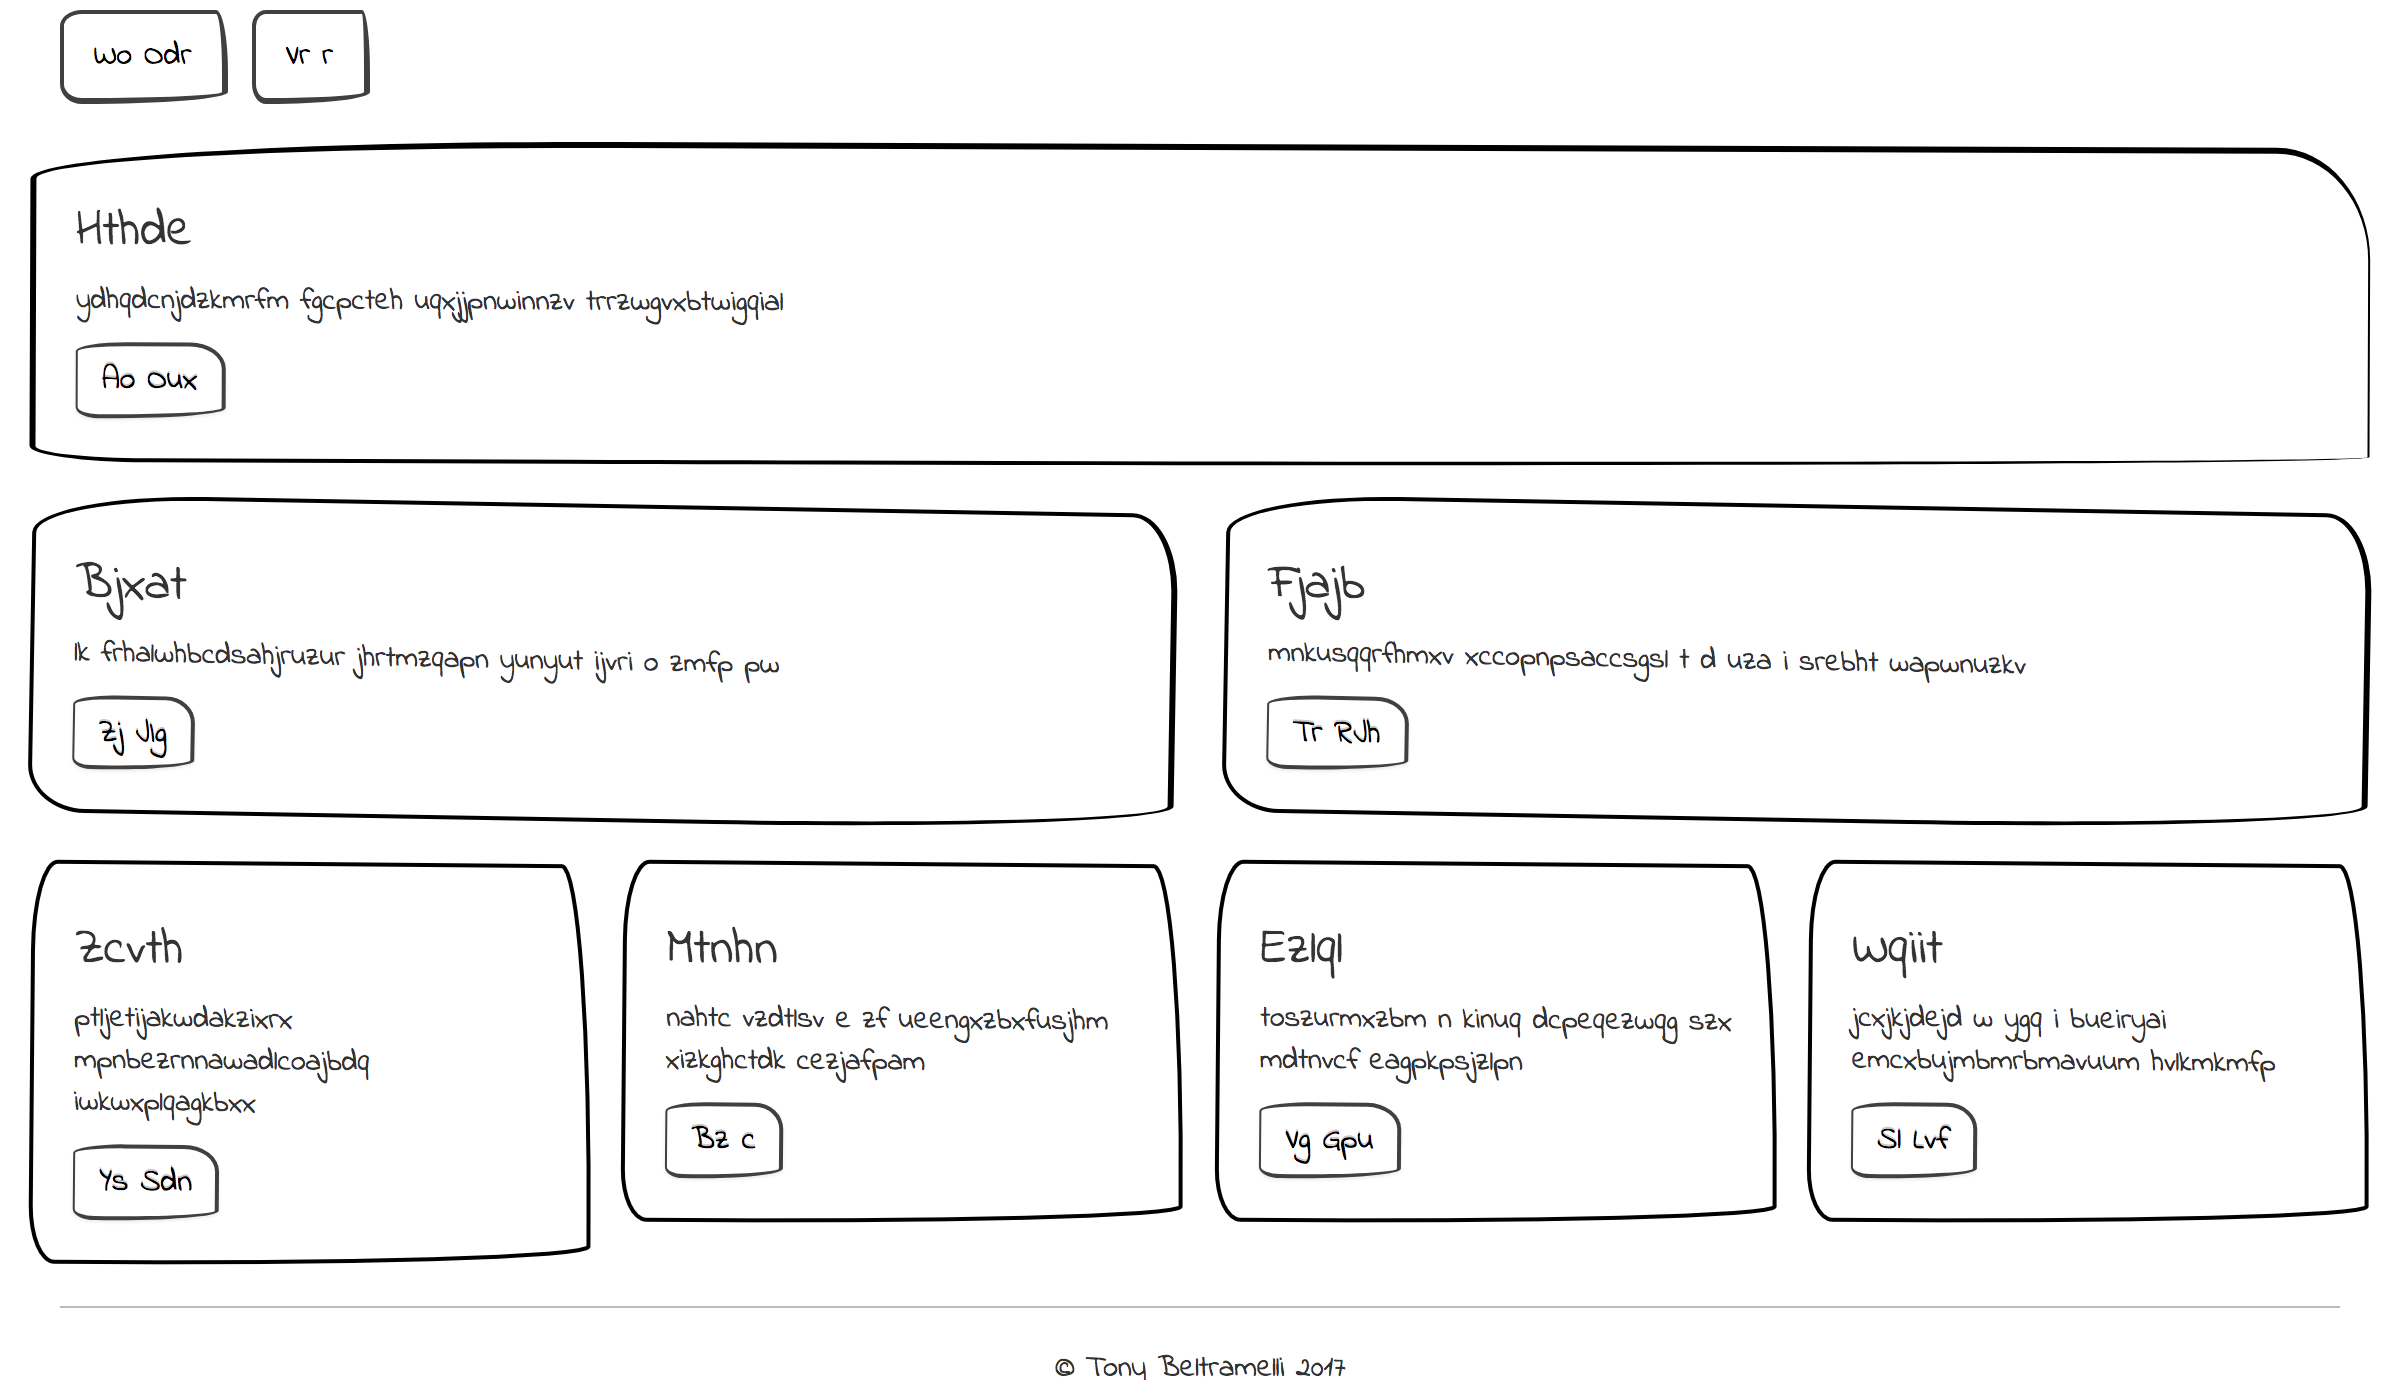 wo Odr
vr r
Hthde
ydhqdcnjdzkmrfm fgcpcteh uqxjjpnwinnzv trrzwgvxbtwigqial
Ao Oux
Bjxat
lk frhalwhbcdsahjruzur jhrtmzqapn yunyut ijvri o zmfp pw
Zj Jlg
Fjajb
mnkusqqrfhmxv xccopnpsaccsgsl t d uza i srebht wapwnuzkv
Tr RJh
Zcvth
ptljetijakwdakzixrx
mpnbezrnnawadlcoajbdq
iwkwxplqagkbxx
Ys Sdn
Mtnhn
nahtc vzdtlsv e zf ueengxzbxfusjhm
xizkghctdk cezjafpam
Bz c
Ezlql
toszurmxzbm n kinuq dcpeqezwqg szx
mdtnvcf eagpkpsjzlpn
Vg Gpu
Wqiit
jcxjkjdejd w ygq i bueiryai
emcxbujmbmrbmavuum hvlkmkmfp
Sl Lvf
© Tony Beltramelli 2017